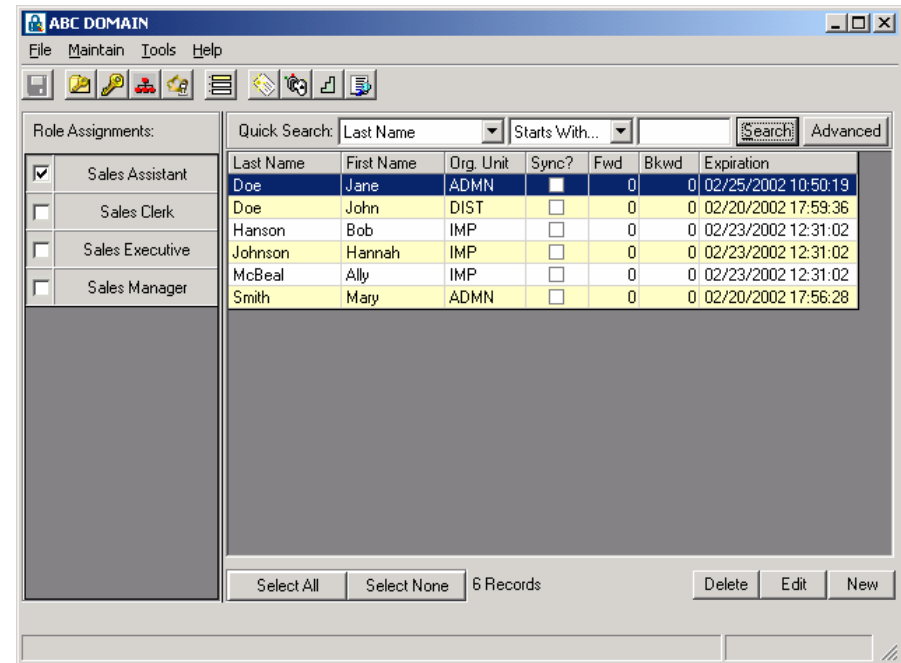 ABC DOMAIN
File Maintain Tools Help
Role Assignments:
Quick Search: Last Name Starts With... Search Advanced
Sales Assistant
Sales Clerk
Sales Executive
Sales Manager
Last Name First Name Org. Unit Sync? Fwd Bkwd Expiration
Doe Jane ADMN 0 0 02/25/2002 10:50:19
Doe John DIST 0 0 02/20/2002 17:59:36
Hanson Bob IMP 0 0 02/23/2002 12:31:02
Johnson Hannah IMP 0 0 02/23/2002 12:31:02
McBeal Ally IMP 0 0 02/23/2002 12:31:02
Smith Mary ADMN 0 0 02/20/2002 17:56:28
Select All Select None 6 Records Delete Edit New